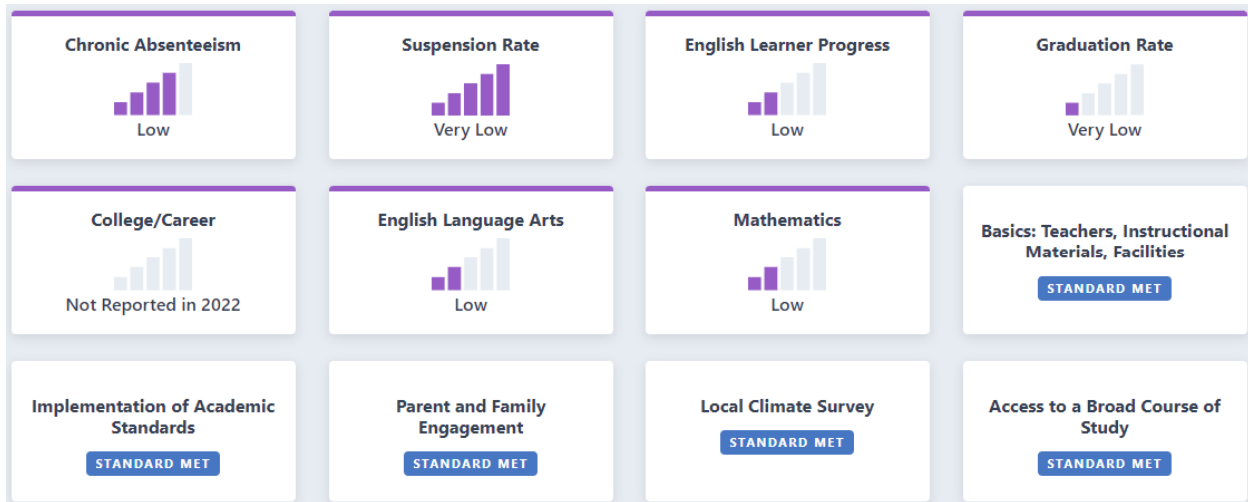 Chronic Absenteeism
Low
Suspension Rate
Very Low
English Learner Progress
Low
Graduation Rate
Very Low
College/Career
Not Reported in 2022
English Language Arts
Low
Mathematics
Low
Basics: Teachers, Instructional
Materials, Facilities
STANDARD MET
Implementation of Academic
Standards
STANDARD MET
Parent and Family
Engagement
STANDARD MET
Local Climate Survey
STANDARD MET
Access to a Broad Course of
Study
STANDARD MET